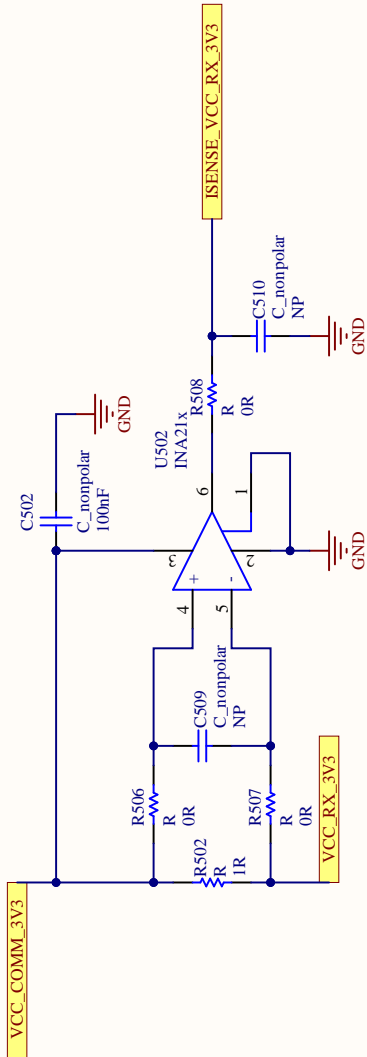 ISENSE_VCC_RX_3V3
C510
C_nonpolar
NP
GND
R508
R
0R
U502
INA21x
GND
C502
C_nonpolar
100nF
6
1
3
2
+
-
4
5
GND
C509
C_nonpolar
NP
R506
R
0R
R507
R
0R
R502
R
1R
VCC_RX_3V3
VCC_COMM_3V3